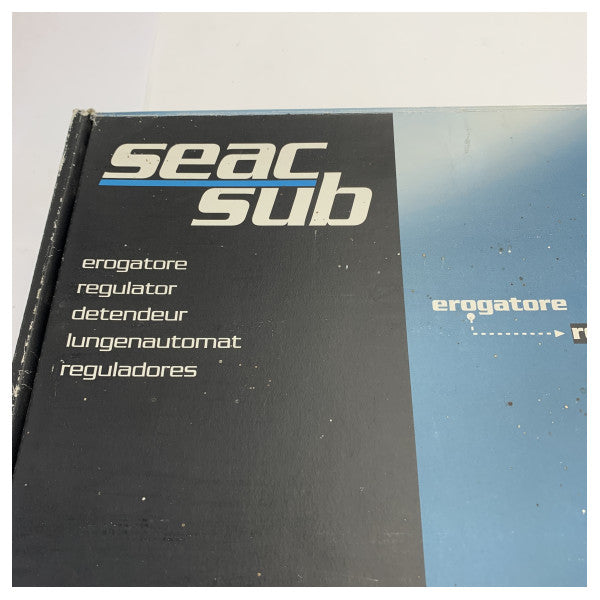 seac
sub
erogatore
regulator
detendeur
lungenautomat
reguladores
erogatore